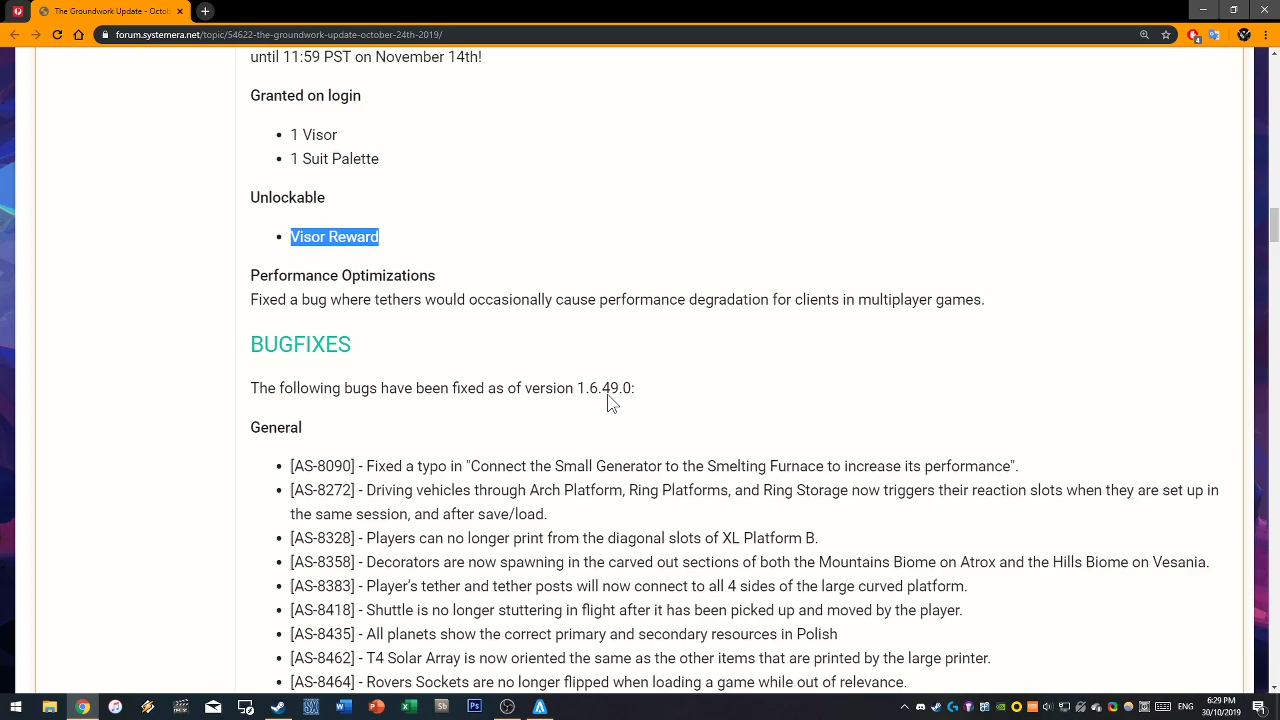 The Groundwork Update - Octo
forum.systemera.net/topic/54622-the-groundwork-update-october-24th-2019/
until 11:59 PST on November 14th!
Granted on login
• 1 Visor
• 1 Suit Palette
Unlockable
• Visor Reward
Performance Optimizations
Fixed a bug where tethers would occasionally cause performance degradation for clients in multiplayer games.
BUGFIXES
The following bugs have been fixed as of version 1.6.49.0:
General
• [AS-8090] - Fixed a typo in "Connect the Small Generator to the Smelting Furnace to increase its performance".
• [AS-8272] - Driving vehicles through Arch Platform, Ring Platforms, and Ring Storage now triggers their reaction slots when they are set up in
the same session, and after save/load.
• [AS-8328] - Players can no longer print from the diagonal slots of XL Platform B.
• [AS-8358] - Decorators are now spawning in the carved out sections of both the Mountains Biome on Atrox and the Hills Biome on Vesania.
• [AS-8383] - Player's tether and tether posts will now connect to all 4 sides of the large curved platform.
• [AS-8418] - Shuttle is no longer stuttering in flight after it has been picked up and moved by the player.
• [AS-8435] - All planets show the correct primary and secondary resources in Polish
• [AS-8462] - T4 Solar Array is now oriented the same as the other items that are printed by the large printer.
• [AS-8464] - Rovers Sockets are no longer flipped when loading a game while out of relevance.
Sb
Ps
ENG
6:29 PM
30/10/2019